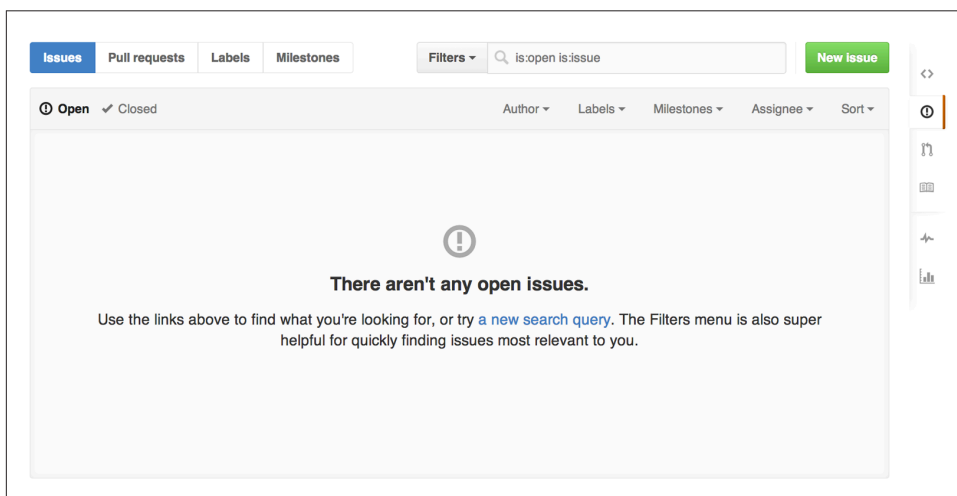 Issues Pull requests Labels Milestones Filters is:open is:issue New issue
Open Closed Author Labels Milestones Assignee Sort
There aren't any open issues.
Use the links above to find what you're looking for, or try a new search query. The Filters menu is also super
helpful for quickly finding issues most relevant to you.